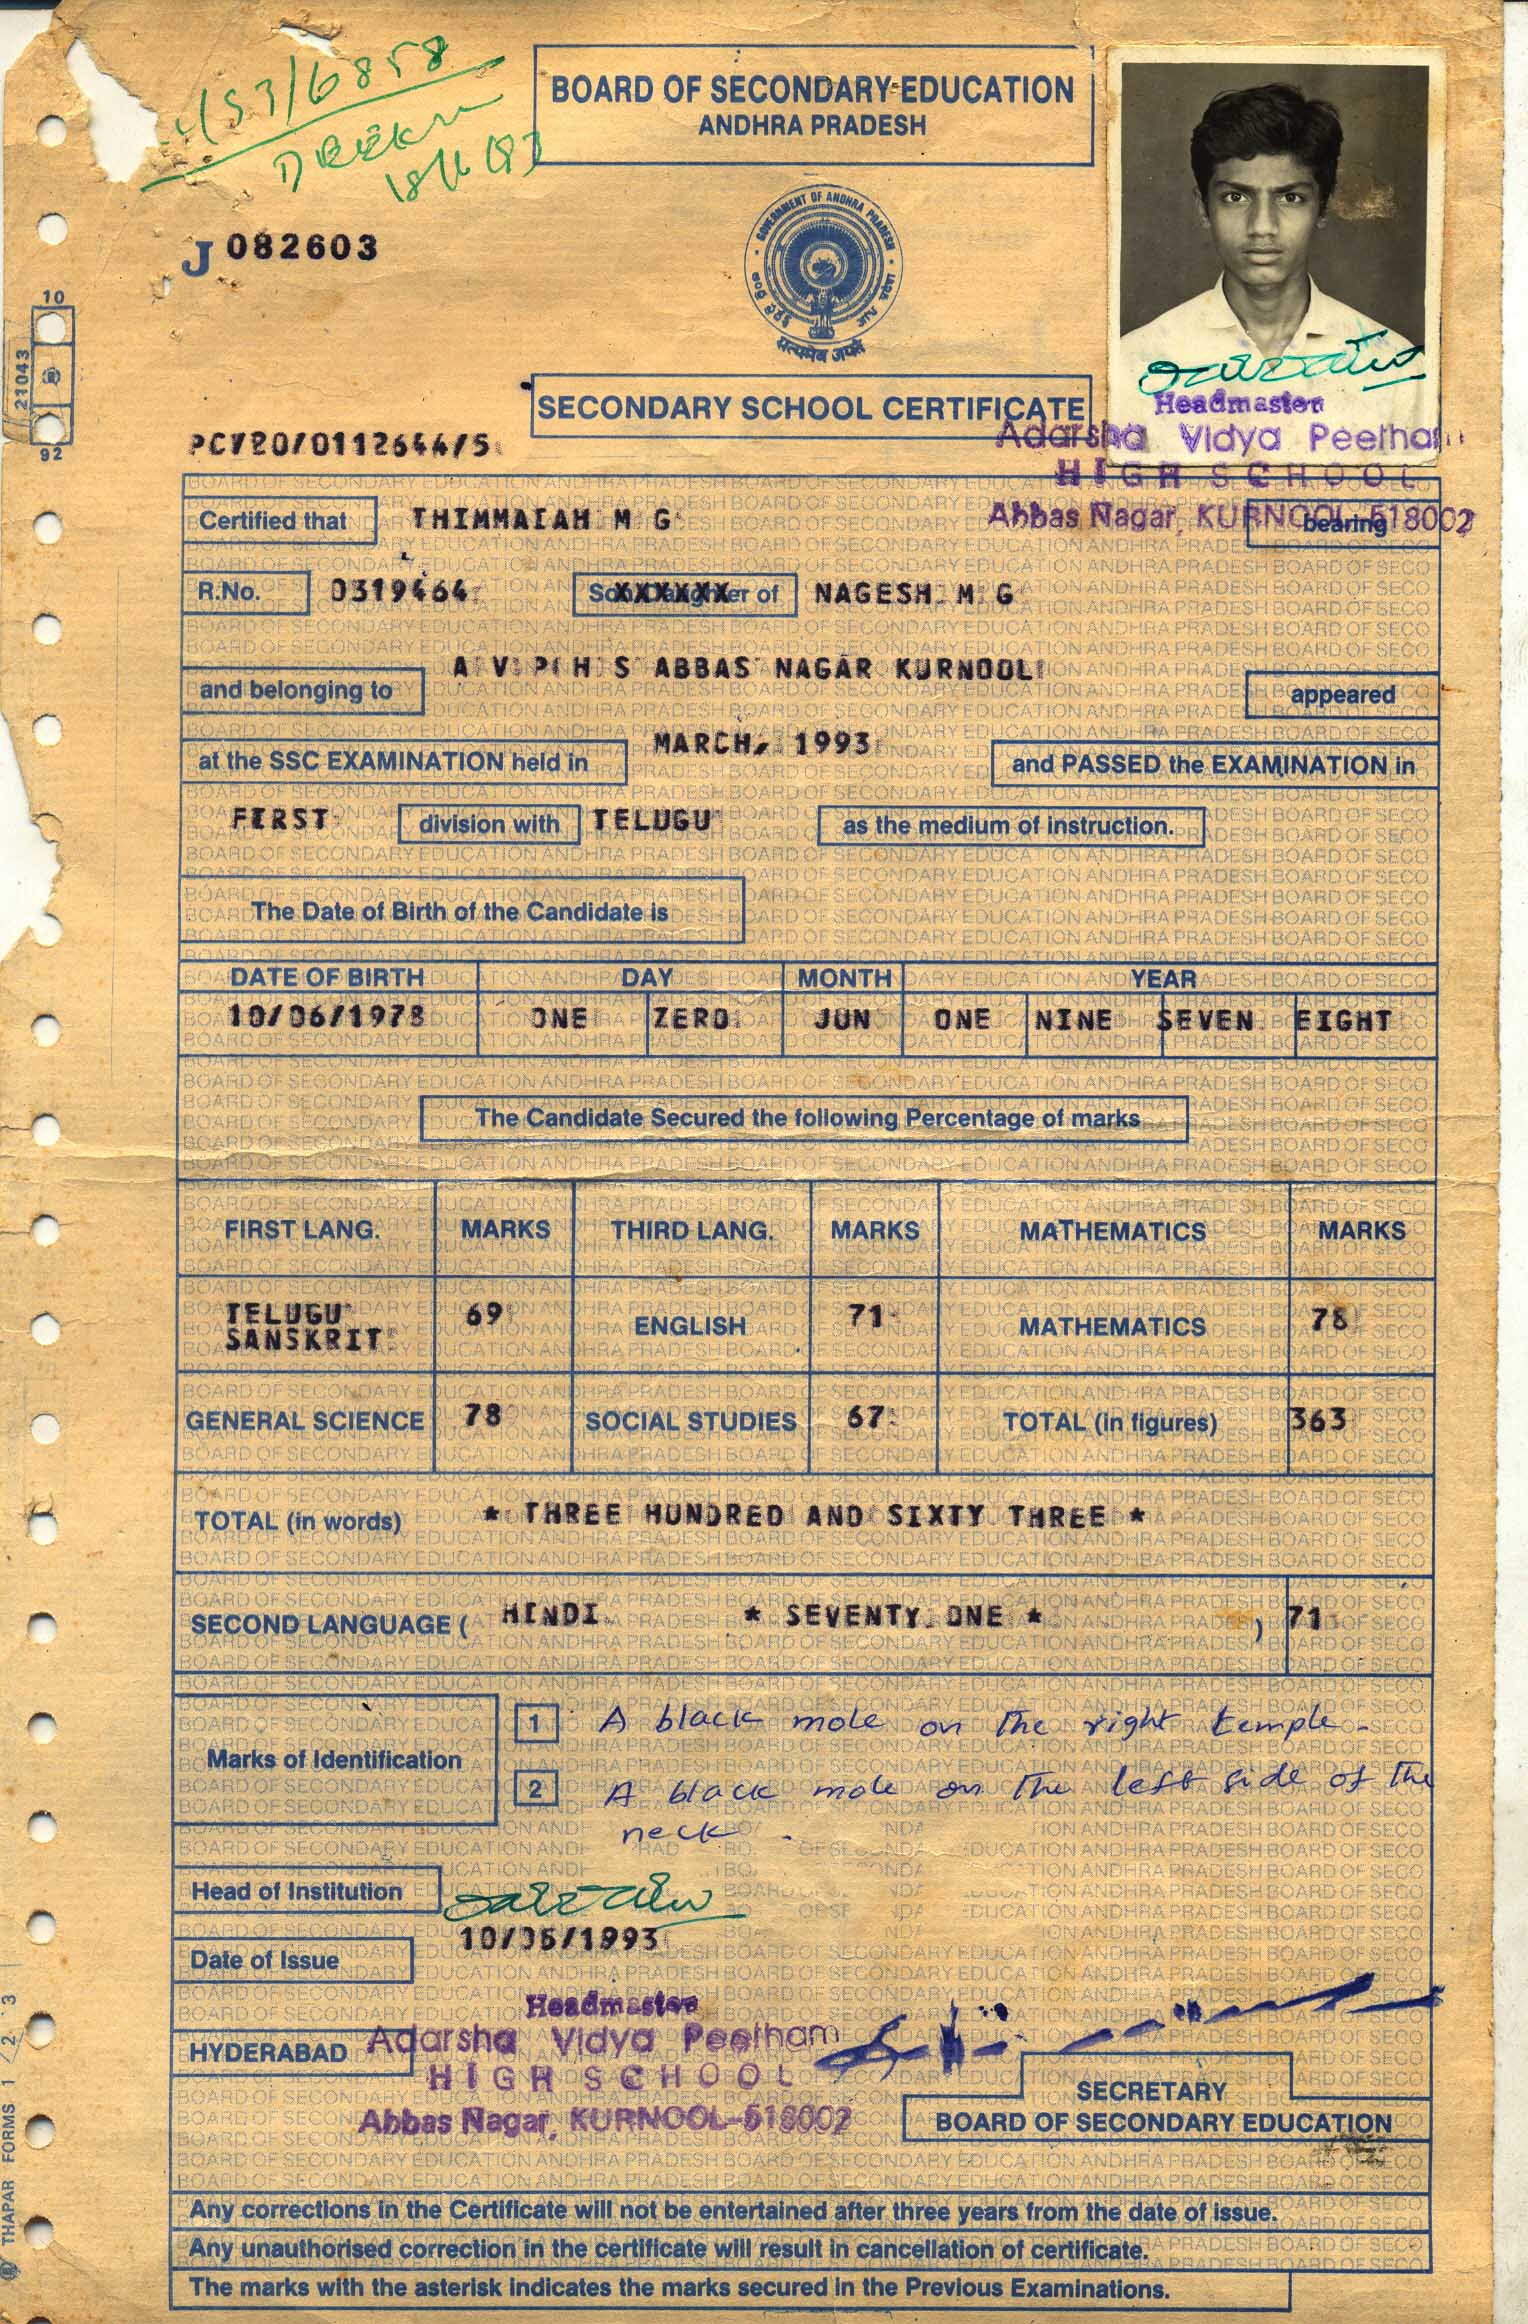 BOARD OF SECONDARY EDUCATION
ANDHRA PRADESH
J 082603
GOVERNMENT OF ANDHRA PRADESH
सत्यमेव जयते
SECONDARY SCHOOL CERTIFICATE
Headmaster
Adarsha Vidya Peetham
HIGH SCHOOL
Abbas Nagar, KURNOOL-518002
10
21043
92
PCV20/0112644/5
Certified that THIMMAIAH M G bearing
R.No. 0319464 Son/Daughter of NAGESH M G
and belonging to A V P H S ABBAS NAGAR KURNOOL appeared
at the SSC EXAMINATION held in MARCH, 1993 and PASSED the EXAMINATION in
FIRST division with TELUGU as the medium of instruction.
The Date of Birth of the Candidate is
DATE OF BIRTH DAY MONTH YEAR
10/06/1978 ONE ZERO JUN ONE NINE SEVEN EIGHT
The Candidate Secured the following Percentage of marks
FIRST LANG. MARKS THIRD LANG. MARKS MATHEMATICS MARKS
TELUGU 69 ENGLISH 71 MATHEMATICS 78
SANSKRIT
GENERAL SCIENCE 78 SOCIAL STUDIES 67 TOTAL (in figures) 363
TOTAL (in words) * THREE HUNDRED AND SIXTY THREE *
SECOND LANGUAGE ( HINDI * SEVENTY ONE * ) 71
Marks of Identification
1 A black mole on the right temple.
2 A black mole on the left side of the
neck.
Head of Institution
Date of Issue 10/06/1993
Headmaster
HYDERABAD
Adarsha Vidya Peetham
HIGH SCHOOL
Abbas Nagar, KURNOOL-518002
SECRETARY
BOARD OF SECONDARY EDUCATION
Any corrections in the Certificate will not be entertained after three years from the date of issue.
Any unauthorised correction in the certificate will result in cancellation of certificate.
The marks with the asterisk indicates the marks secured in the Previous Examinations.
THAPAR FORMS 1 2 3